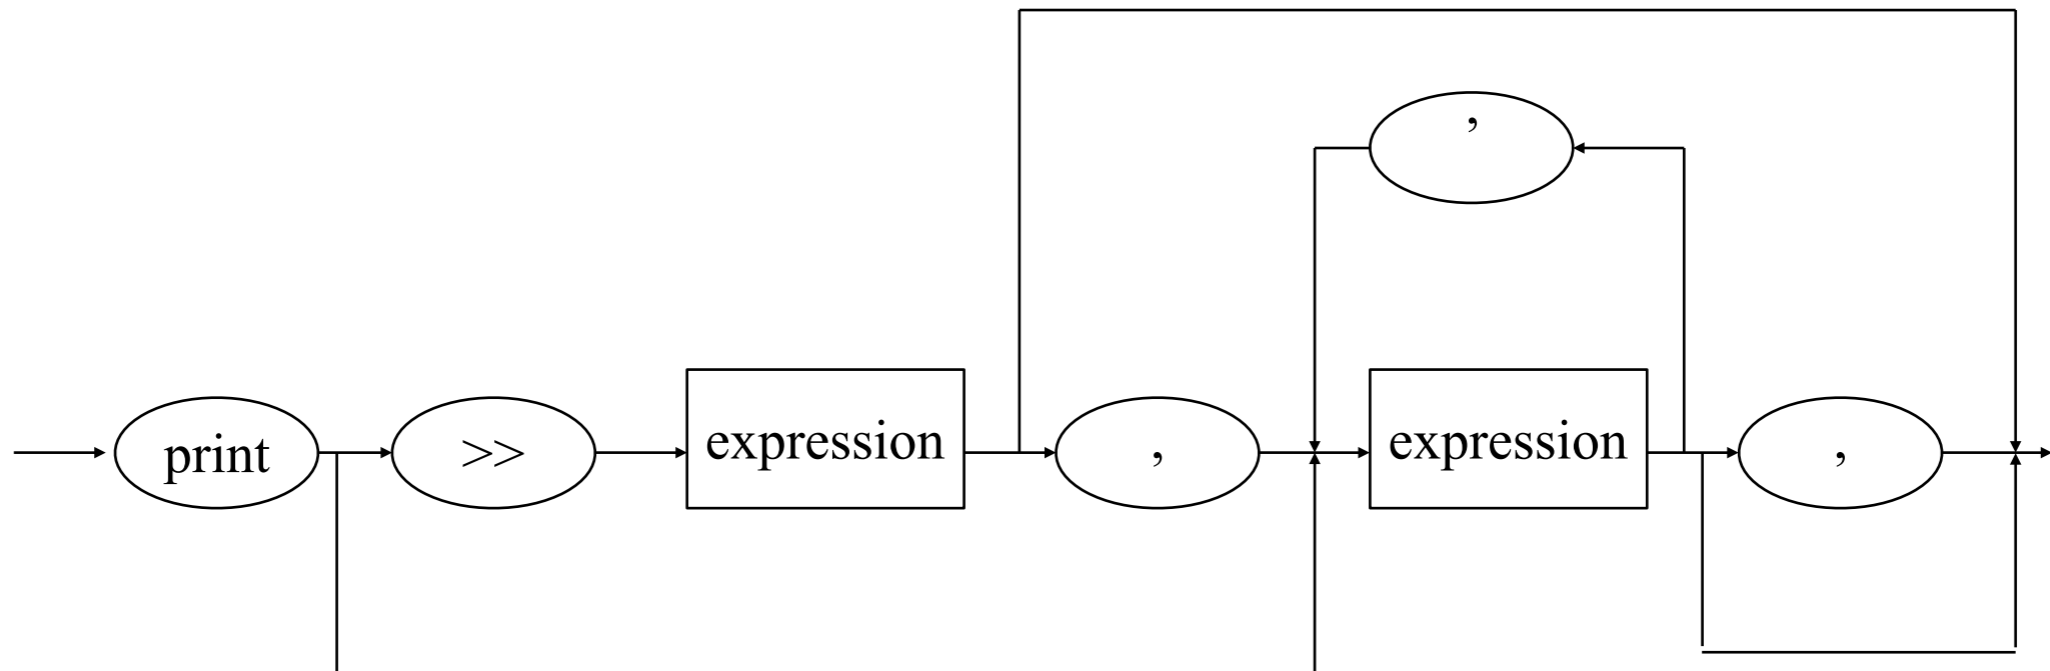 ,
print >> expression , expression ,